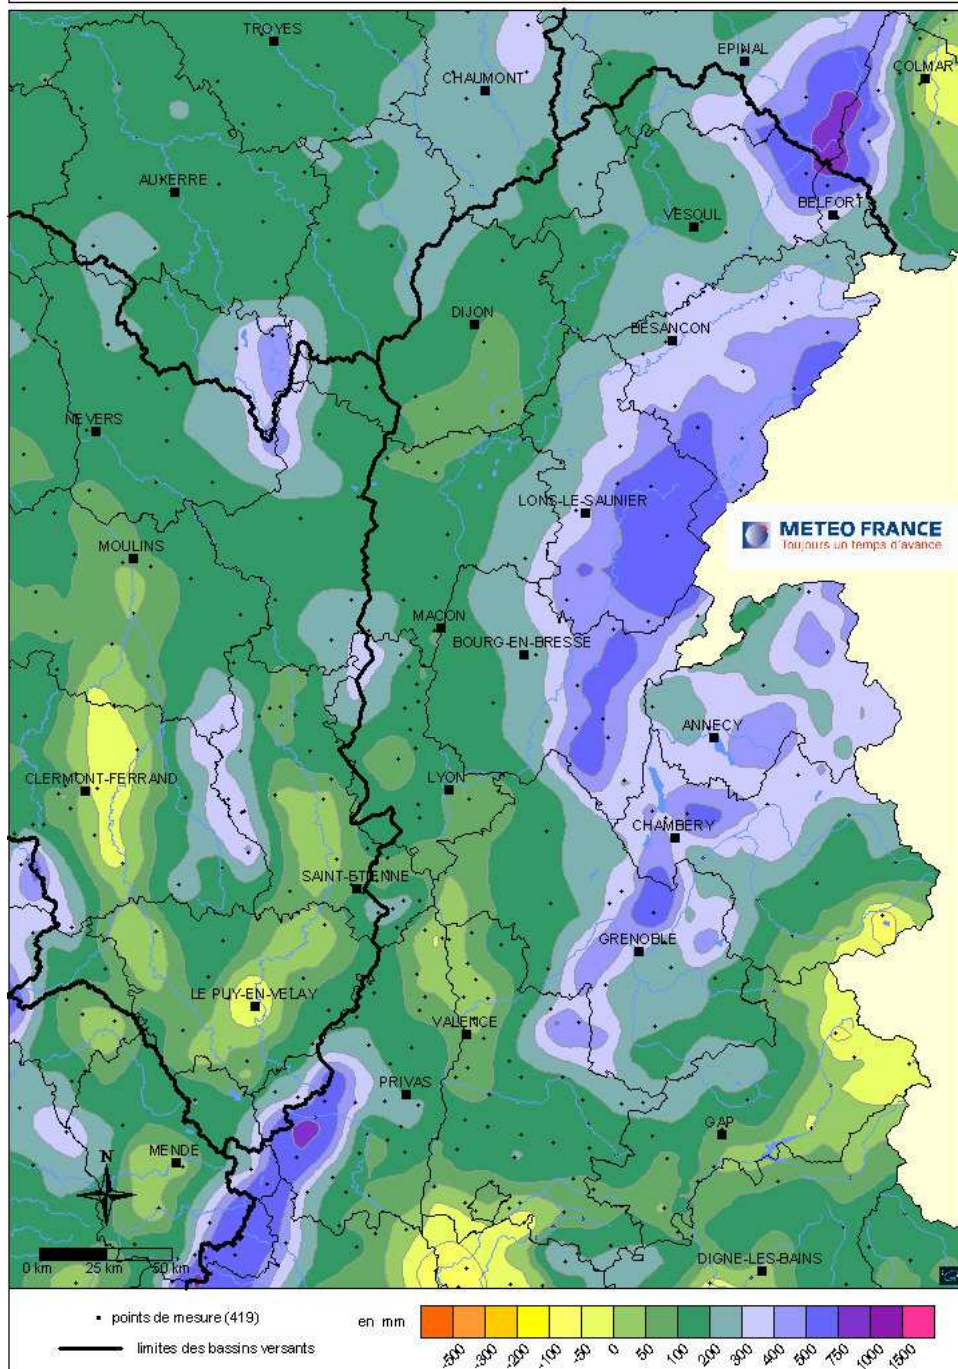 TROYES
EPINAL
COLMAR
CHAUMONT
AUXERRE
BELFORT
VESOUL
DIJON
BESANCON
NEVERS
LONS-LE-SAUNIER
METEO FRANCE
Toujours un temps d'avance
MOULINS
MACON
BOURG-EN-BRESSE
ANNECY
CLERMONT-FERRAND
LYON
CHAMBERY
SAINT-ETIENNE
GRENOBLE
LE PUY-EN-VELAY
VALENCE
PRIVAS
GAP
MENDE
N
DIGNE-LES-BAINS
0 km 25 km 50 km
points de mesure (419)
en mm
limites des bassins versants
-500 -300 -200 -100 -50 0 50 100 200 300 400 500 750 1000 1500